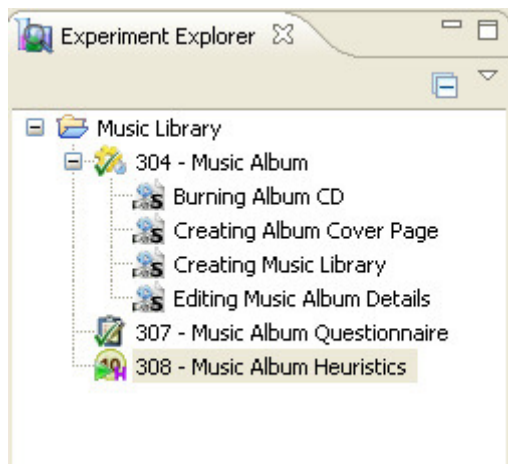 Experiment Explorer
Music Library
304 - Music Album
Burning Album CD
Creating Album Cover Page
Creating Music Library
Editing Music Album Details
307 - Music Album Questionnaire
308 - Music Album Heuristics